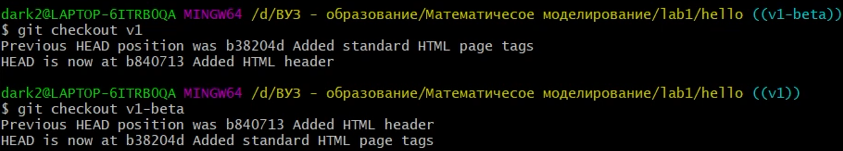 dark2@LAPTOP-6ITRB0QA MINGW64 /d/ВУЗ - образование/Математичесое моделирование/lab1/hello ((v1-beta))
$ git checkout v1
Previous HEAD position was b38204d Added standard HTML page tags
HEAD is now at b840713 Added HTML header
dark2@LAPTOP-6ITRB0QA MINGW64 /d/ВУЗ - образование/Математичесое моделирование/lab1/hello ((v1))
$ git checkout v1-beta
Previous HEAD position was b840713 Added HTML header
HEAD is now at b38204d Added standard HTML page tags